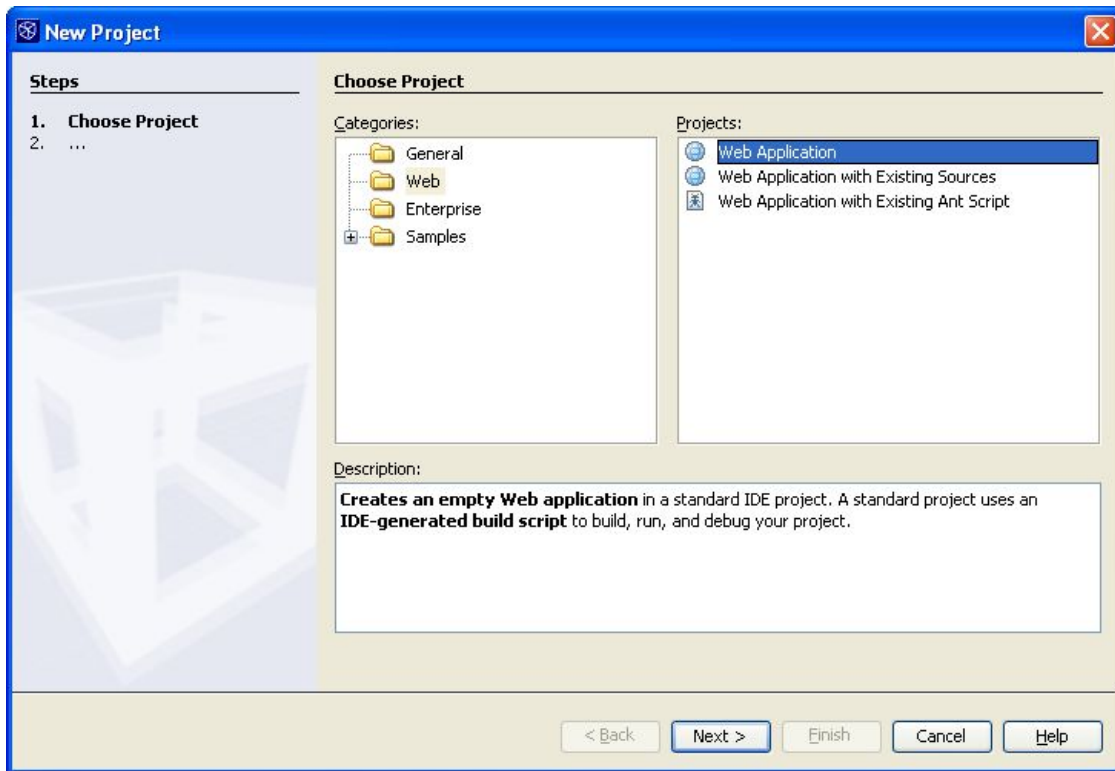 New Project
Steps
1. Choose Project
2. ...
Choose Project
Categories:
General
Web
Enterprise
Samples
Projects:
Web Application
Web Application with Existing Sources
Web Application with Existing Ant Script
Description:
Creates an empty Web application in a standard IDE project. A standard project uses an
IDE-generated build script to build, run, and debug your project.
< Back
Next >
Finish
Cancel
Help